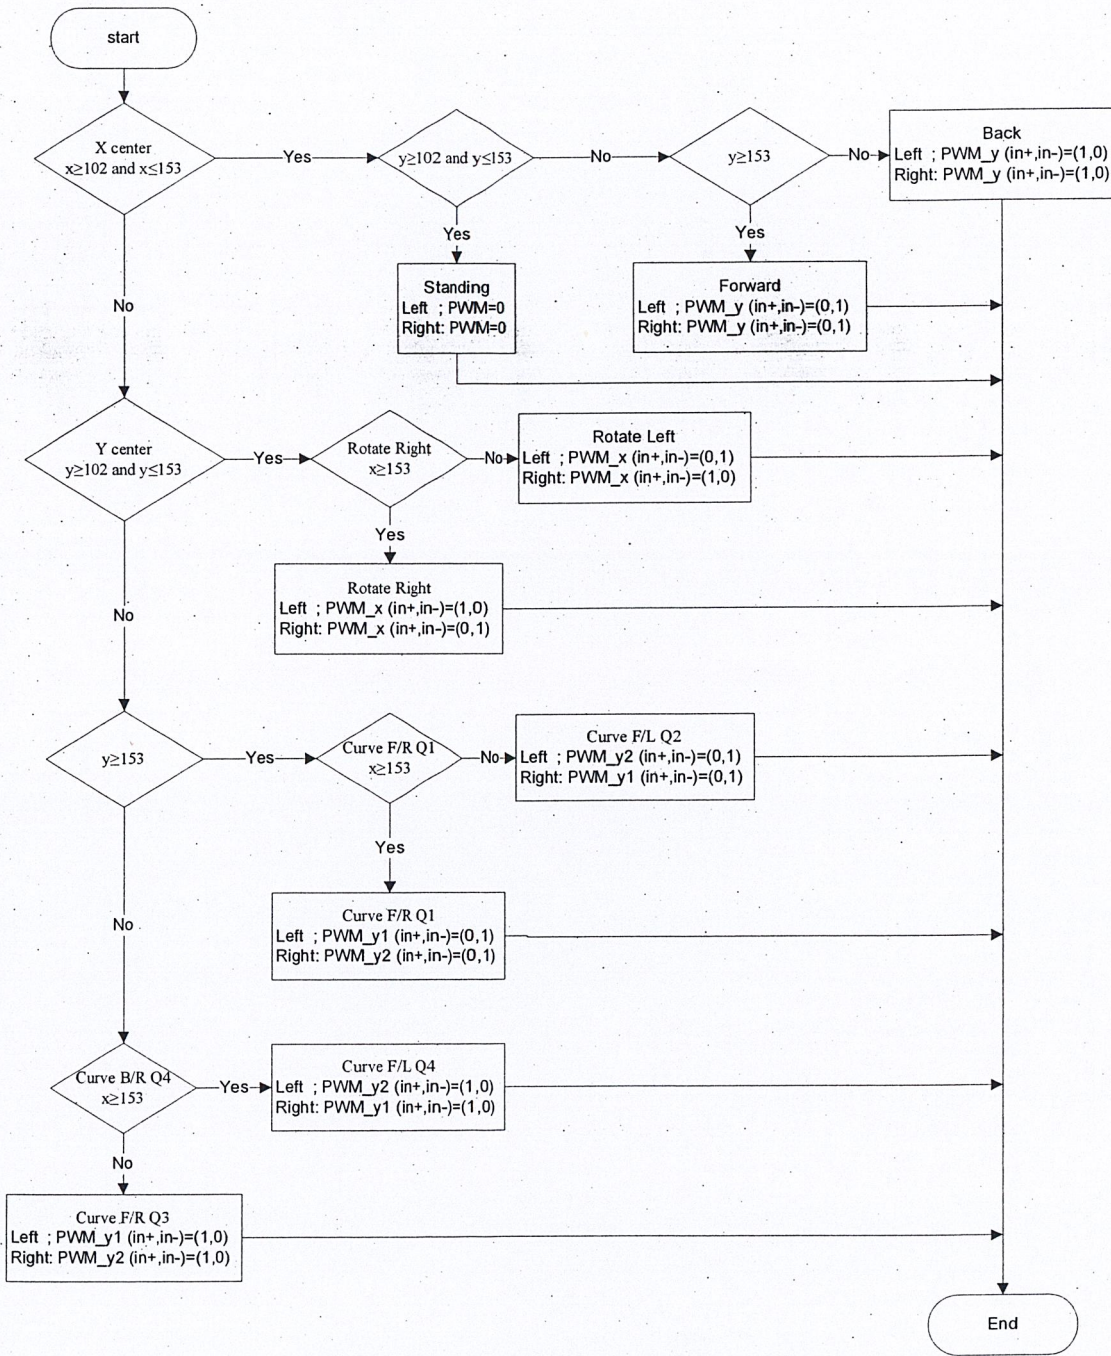 start
X center
x≥102 and x≤153
Yes
y≥102 and y≤153
No
y≥153
No
Back
Left ; PWM_y (in+,in-)=(1,0)
Right: PWM_y (in+,in-)=(1,0)
Yes
Yes
Standing
Left ; PWM=0
Right: PWM=0
Forward
Left ; PWM_y (in+,in-)=(0,1)
Right: PWM_y (in+,in-)=(0,1)
No
Y center
y≥102 and y≤153
Yes
Rotate Right
x≥153
No
Rotate Left
Left ; PWM_x (in+,in-)=(0,1)
Right: PWM_x (in+,in-)=(1,0)
Yes
Rotate Right
Left ; PWM_x (in+,in-)=(1,0)
Right: PWM_x (in+,in-)=(0,1)
No
y≥153
Yes
Curve F/R Q1
x≥153
No
Curve F/L Q2
Left ; PWM_y2 (in+,in-)=(0,1)
Right: PWM_y1 (in+,in-)=(0,1)
Yes
Curve F/R Q1
Left ; PWM_y1 (in+,in-)=(0,1)
Right: PWM_y2 (in+,in-)=(0,1)
No
Curve B/R Q4
x≥153
Yes
Curve F/L Q4
Left ; PWM_y2 (in+,in-)=(1,0)
Right: PWM_y1 (in+,in-)=(1,0)
No
Curve F/R Q3
Left ; PWM_y1 (in+,in-)=(1,0)
Right: PWM_y2 (in+,in-)=(1,0)
End